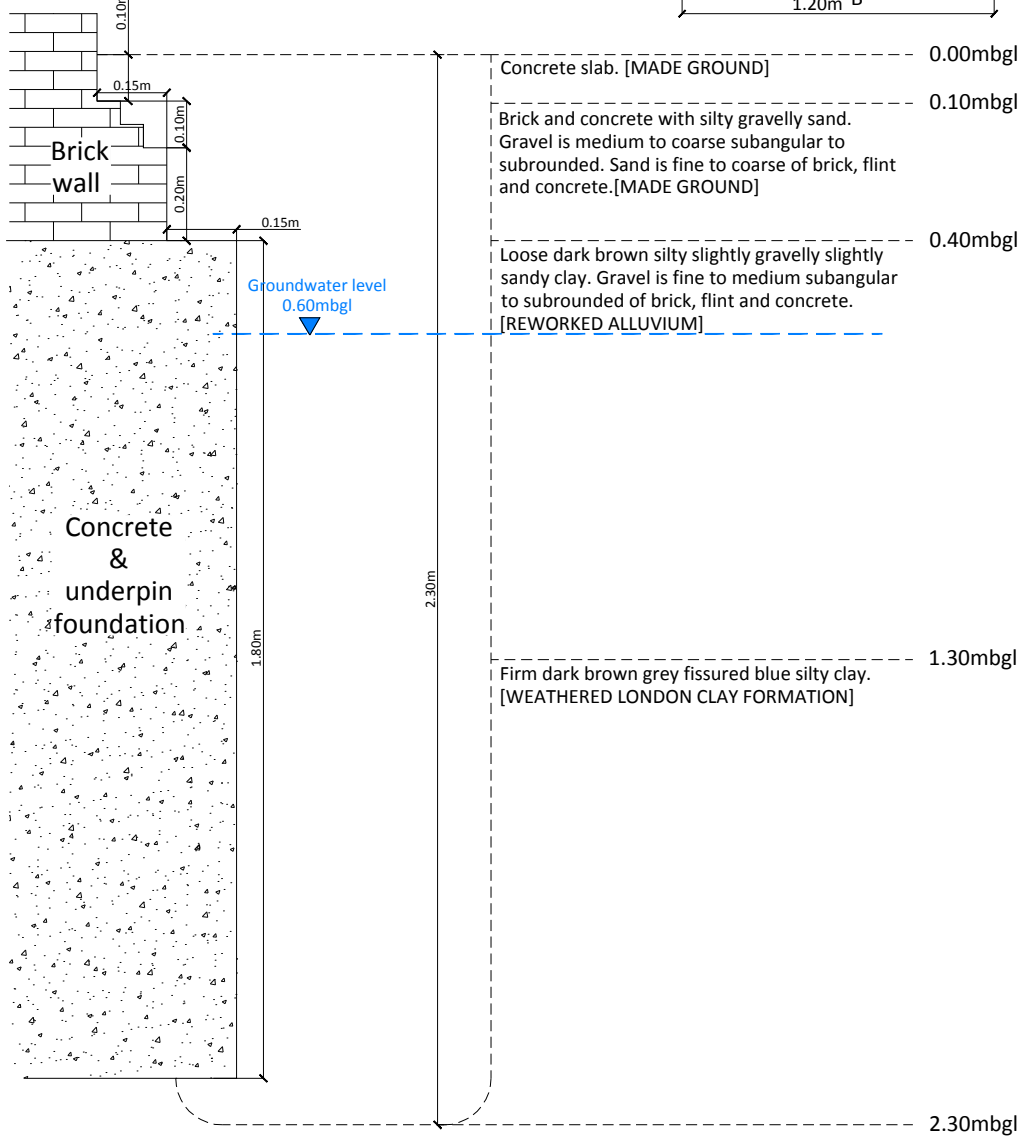 0.10m
1.20m B
0.00mbgl
Concrete slab. [MADE GROUND]
0.15m
0.10mbgl
0.10m
Brick and concrete with silty gravelly sand.
Gravel is medium to coarse subangular to
subrounded. Sand is fine to coarse of brick, flint
and concrete.[MADE GROUND]
Brick
wall
0.20m
0.15m
0.40mbgl
Loose dark brown silty slightly gravelly slightly
sandy clay. Gravel is fine to medium subangular
to subrounded of brick, flint and concrete.
[REWORKED ALLUVIUM]
Groundwater level
0.60mbgl
Concrete
&
underpin
foundation
1.80m
2.30m
1.30mbgl
Firm dark brown grey fissured blue silty clay.
[WEATHERED LONDON CLAY FORMATION]
2.30mbgl